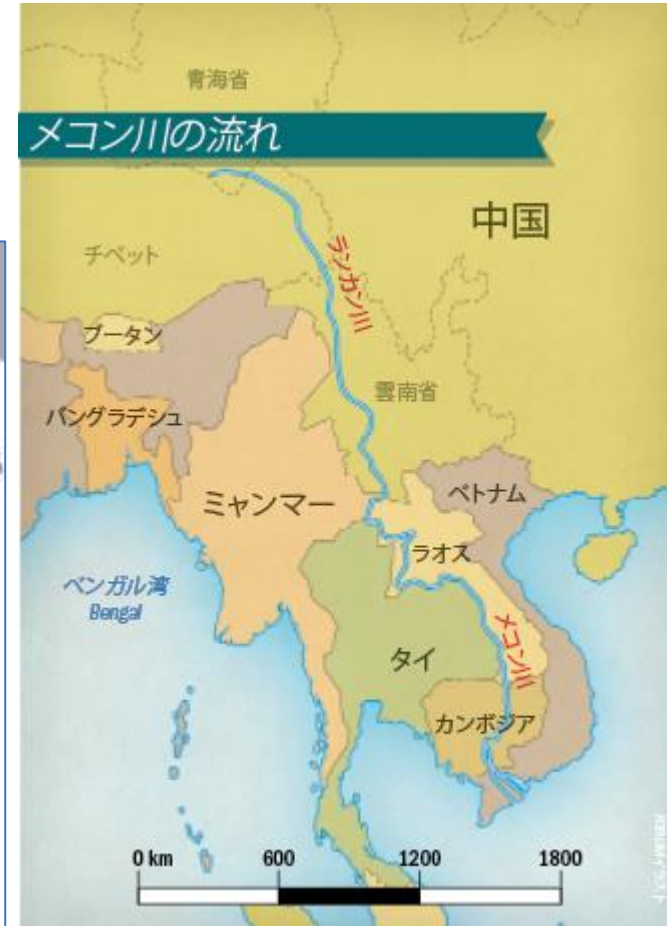 青海省
メコン川の流れ
中国
チベット
ランカン川
ブータン
雲南省
バングラデシュ
ミャンマー
ベトナム
ラオス
ベンガル湾
Bengal
タイ
メコン川
カンボジア
0 km 600 1200 1800